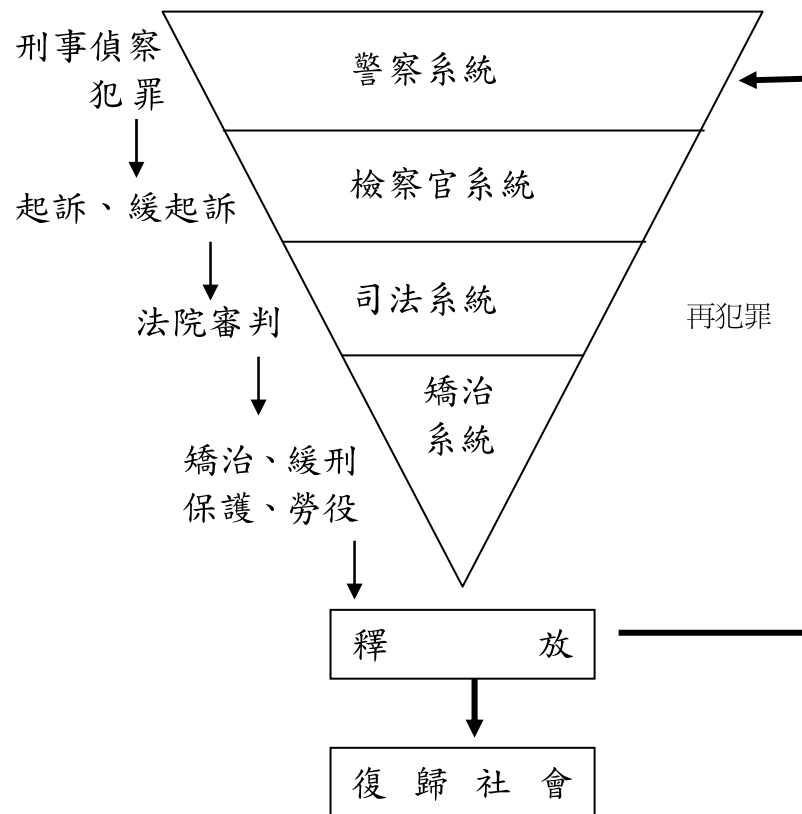 刑事偵察
犯罪
警察系統
起訴、緩起訴
檢察官系統
法院審判
司法系統
再犯罪
矯治
系統
矯治、緩刑
保護、勞役
釋放
復歸社會